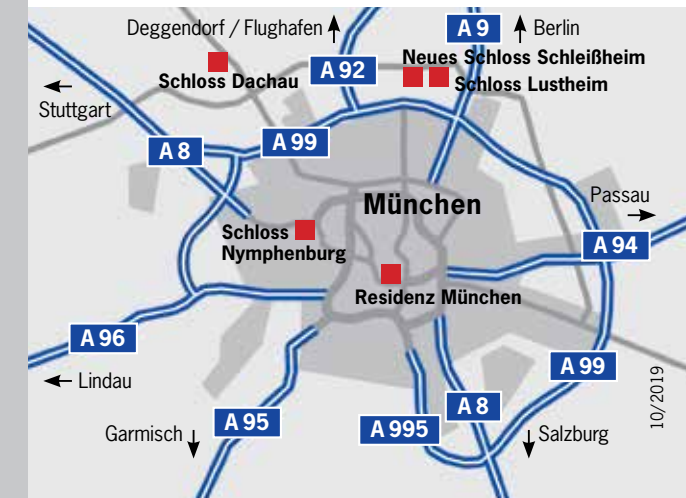 Deggendorf / Flughafen
A 9
Berlin
Neues Schloss Schleißheim
A 92
Schloss Dachau
Schloss Lustheim
Stuttgart
A 8
A 99
Passau
München
Schloss
Nymphenburg
A 94
Residenz München
A 96
Lindau
A 99
10/2019
A 8
Garmisch
A 95
A 995
Salzburg